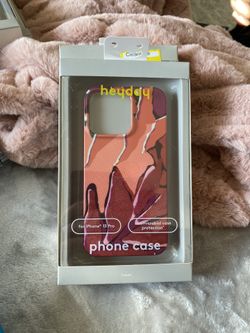 heyday
for iPhone® 13 Pro
antimicrobial case
protection*
phone case